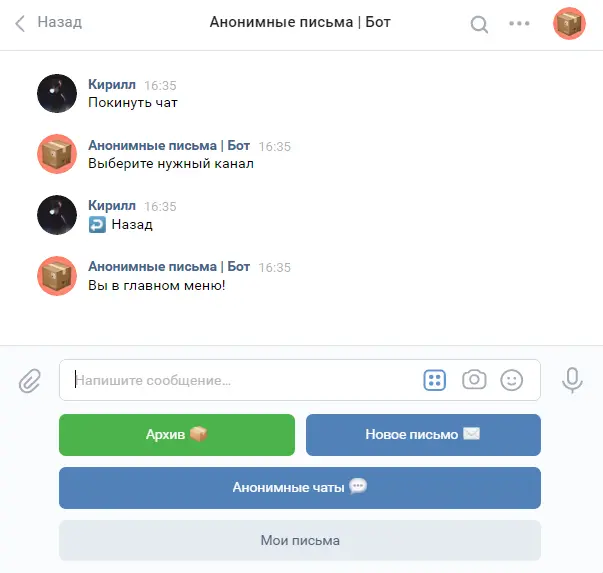 Назад
Анонимные письма | Бот
Кирилл 16:35
Покинуть чат
Анонимные письма | Бот 16:35
Выберите нужный канал
Кирилл 16:35
↩️ Назад
Анонимные письма | Бот 16:35
Вы в главном меню!
Напишите сообщение...
Архив 📦
Новое письмо ✉️
Анонимные чаты 💬
Мои письма